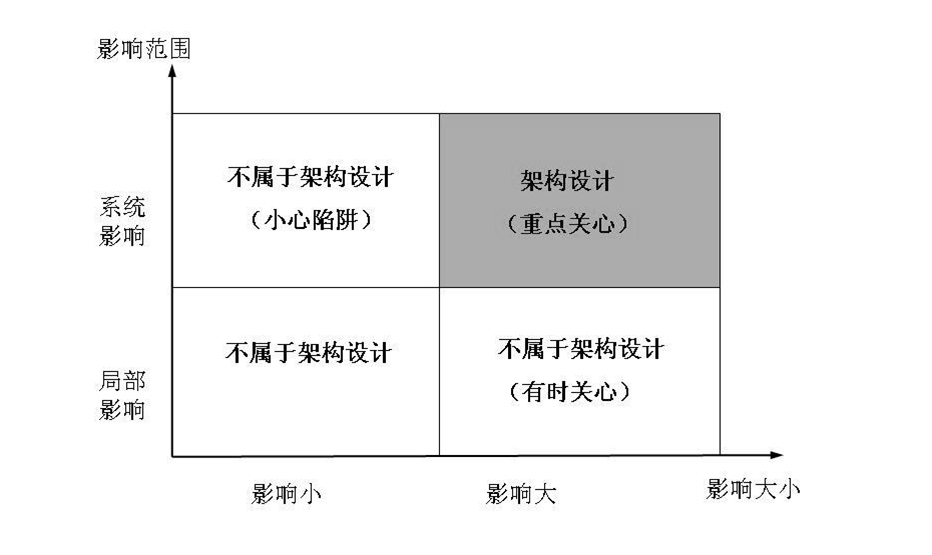 影响范围
不属于架构设计
（小心陷阱）
架构设计
（重点关心）
系统
影响
不属于架构设计
不属于架构设计
（有时关心）
局部
影响
影响小
影响大
影响大小